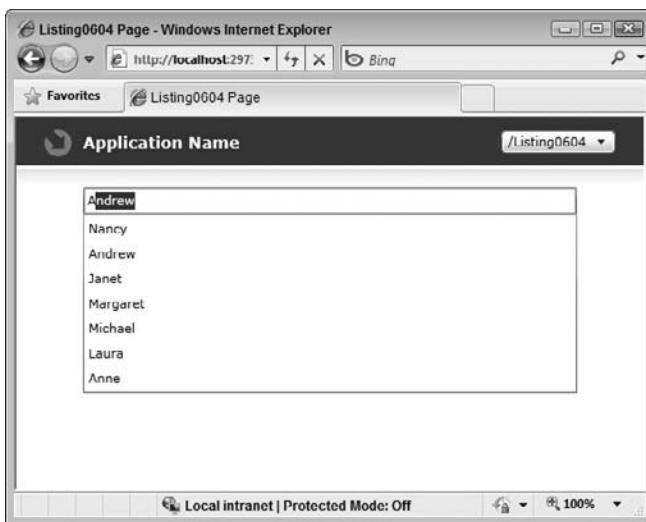 Listing0604 Page - Windows Internet Explorer
http://localhost:297: Bing
Favorites Listing0604 Page
Application Name /Listing0604
Andrew
Nancy
Andrew
Janet
Margaret
Michael
Laura
Anne
Local intranet | Protected Mode: Off 100%